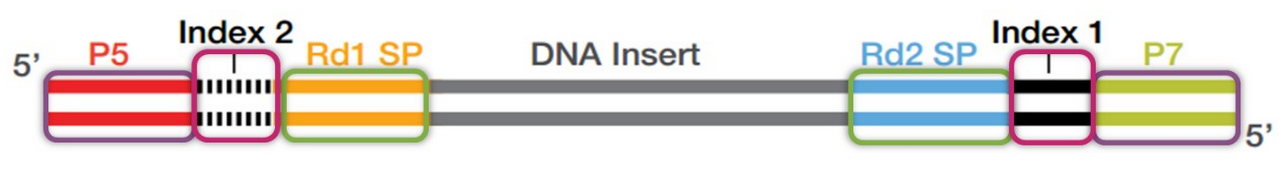 Index 2 Index 1
5' P5 Rd1 SP DNA Insert Rd2 SP P7
5'